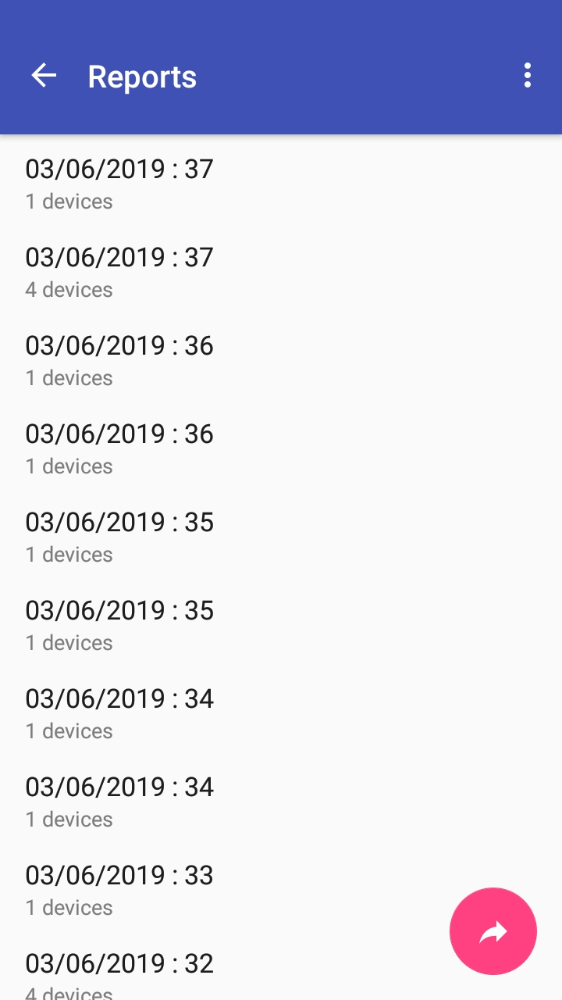 Reports
03/06/2019 : 37
1 devices
03/06/2019 : 37
4 devices
03/06/2019 : 36
1 devices
03/06/2019 : 36
1 devices
03/06/2019 : 35
1 devices
03/06/2019 : 35
1 devices
03/06/2019 : 34
1 devices
03/06/2019 : 34
1 devices
03/06/2019 : 33
1 devices
03/06/2019 : 32
4 devices